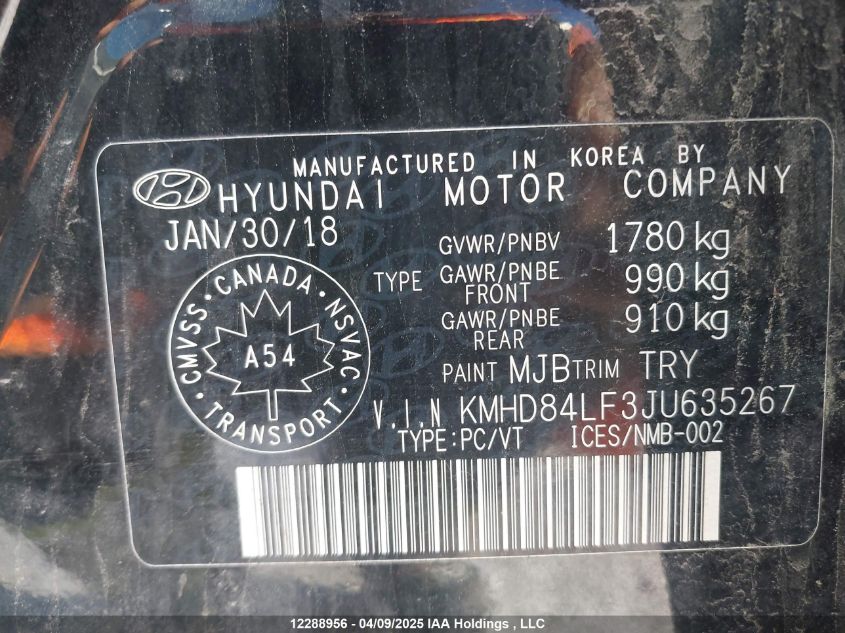 MANUFACTURED IN KOREA BY
HYUNDAI MOTOR COMPANY
JAN/30/18
GVWR/PNBV 1780 kg
TYPE GAWR/PNBE FRONT 990 kg
GAWR/PNBE REAR 910 kg
PAINT MJB TRIM TRY
V.I.N KMHD84LF3JU635267
TYPE:PC/VT ICES/NMB-002
CANADA · NSVAC · TRANSPORT · CMVSS ·
A54
12288956 - 04/09/2025 IAA Holdings , LLC